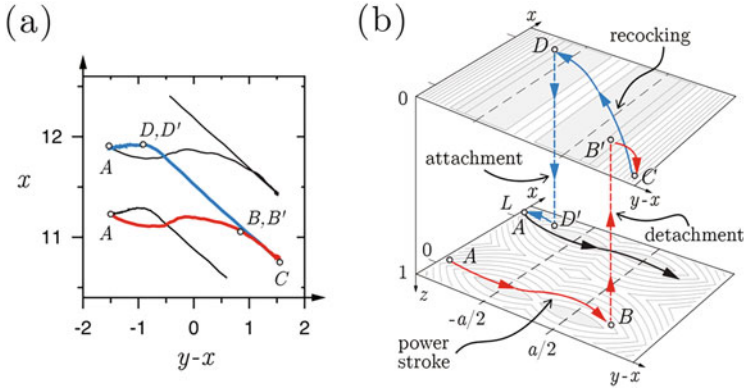 (a)
12
x
11
A
D,D'
A
B,B'
C
-2
-1
0
1
2
y-x
(b)
x
D
recocking
0
B'
C
y-x
attachment
x
L
D'
A
detachment
0
A
1
z
-a/2
B
power
stroke
a/2
y-x